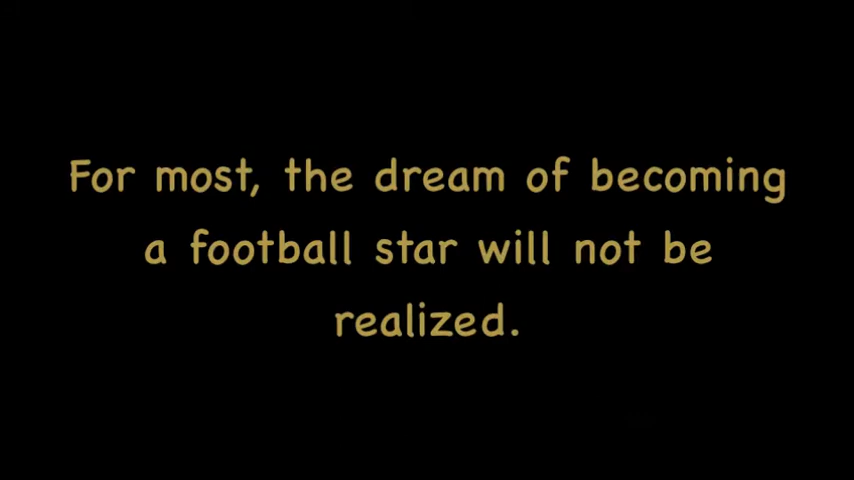 For most, the dream of becoming
a football star will not be
realized.